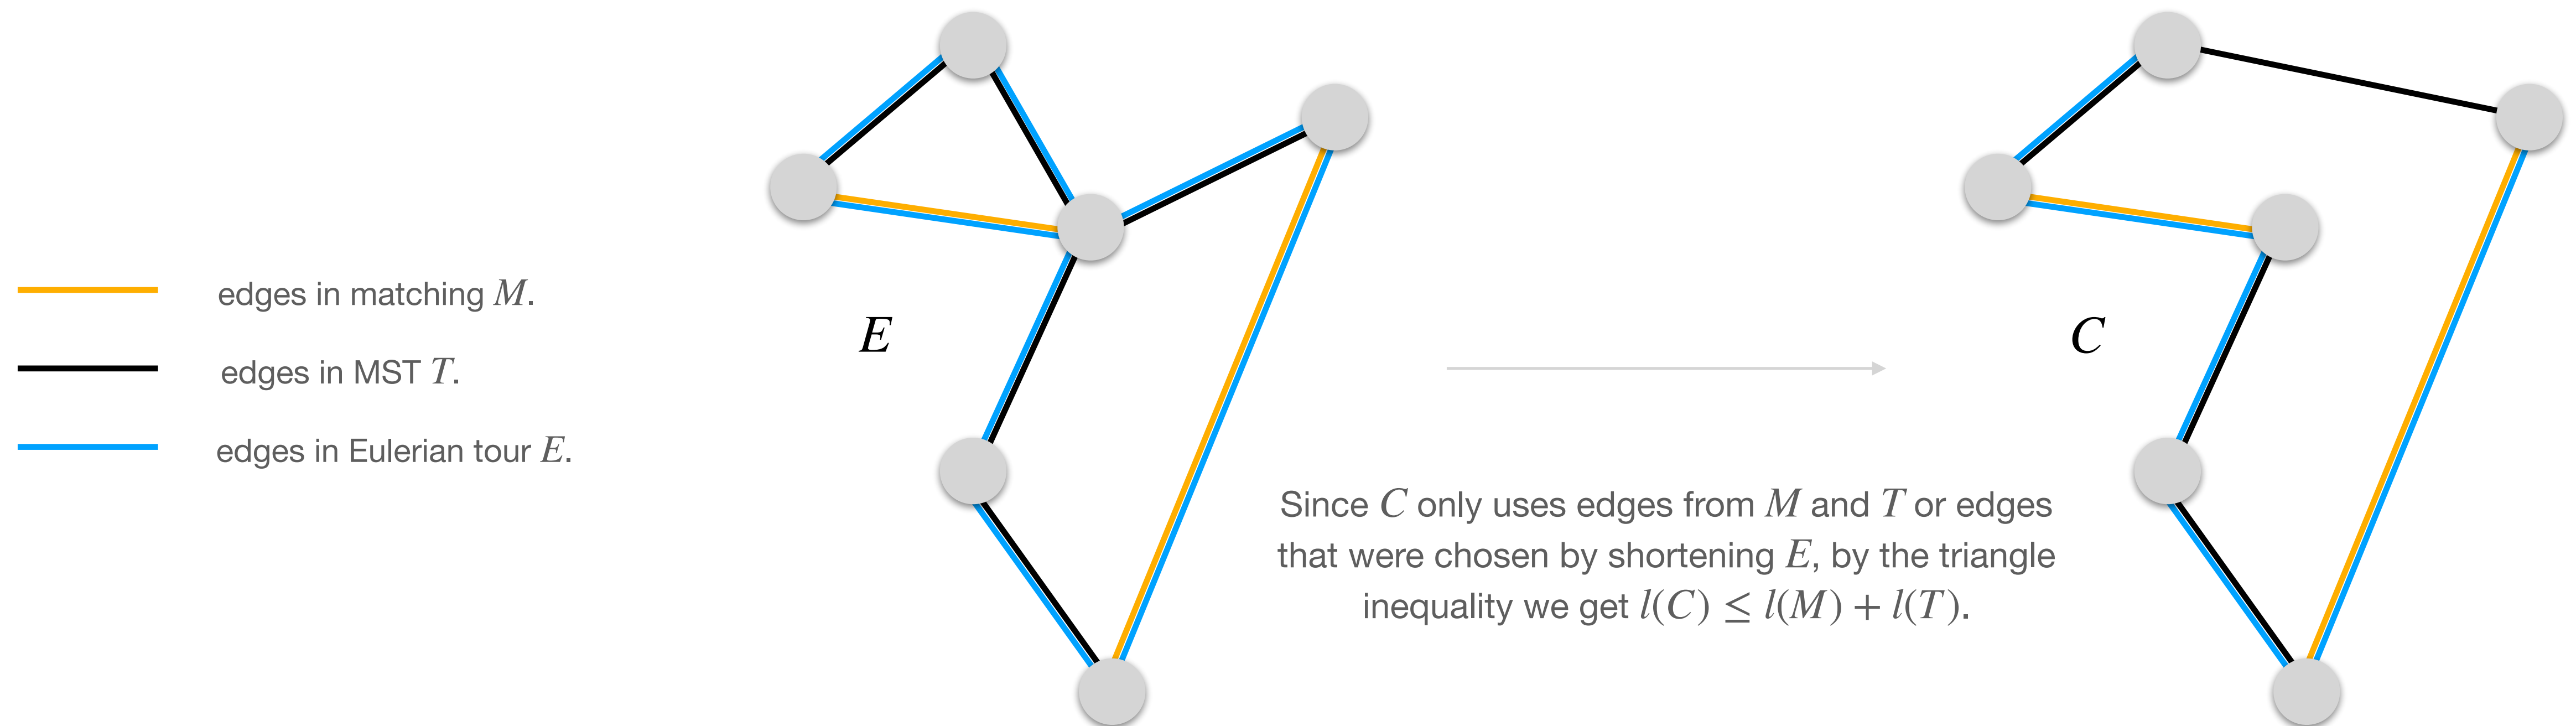 edges in matching M.
edges in MST T.
edges in Eulerian tour E.
E
C
Since C only uses edges from M and T or edges
that were chosen by shortening E, by the triangle
inequality we get l(C) ≤ l(M) + l(T).